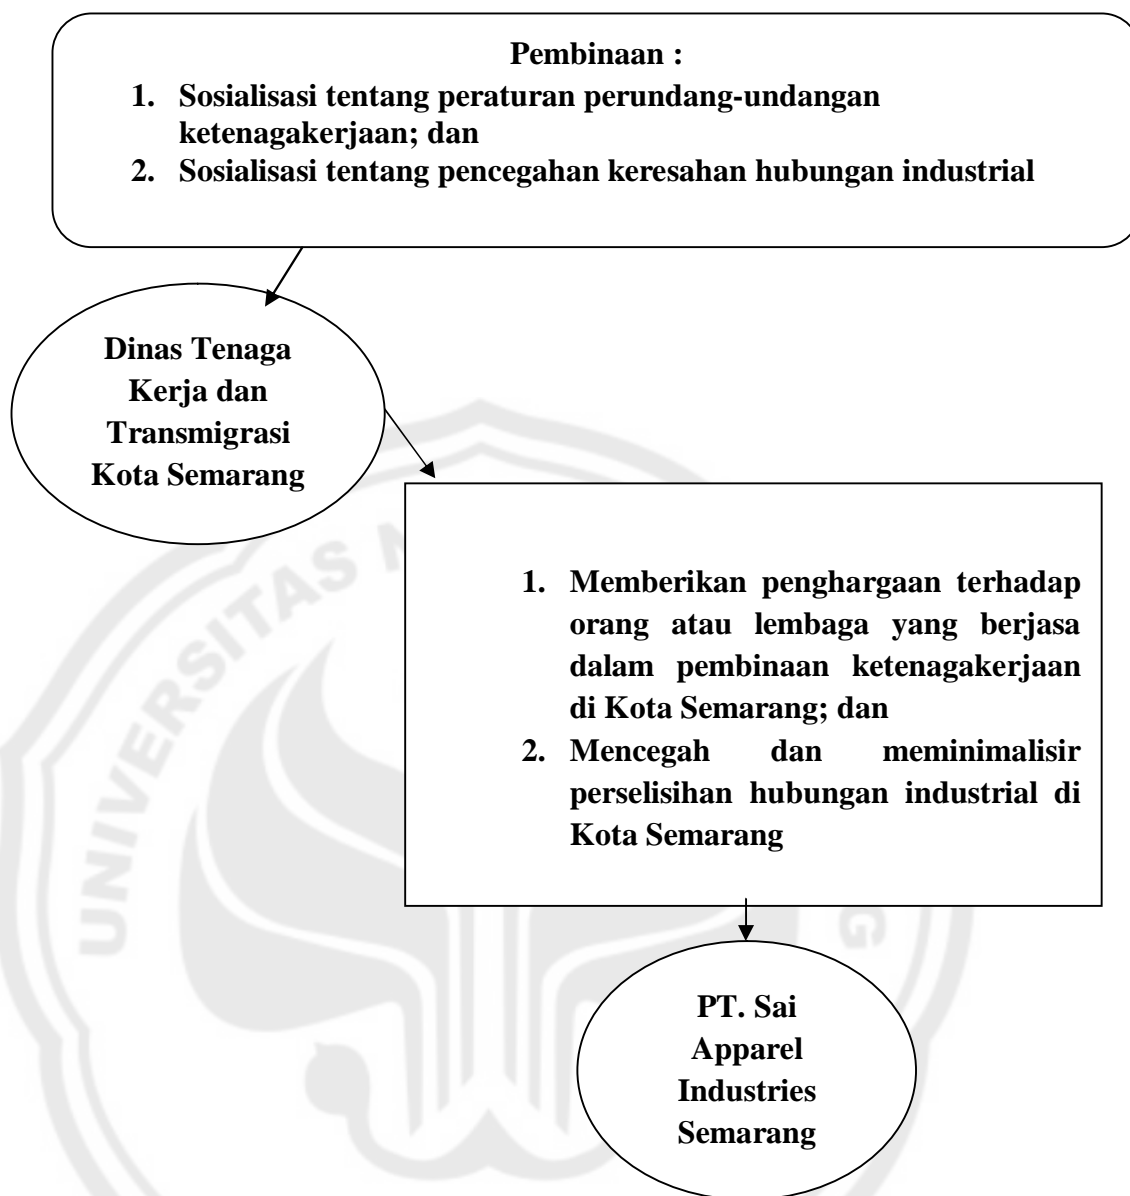 Pembinaan :
1. Sosialisasi tentang peraturan perundang-undangan
ketenagakerjaan; dan
2. Sosialisasi tentang pencegahan keresahan hubungan industrial
Dinas Tenaga
Kerja dan
Transmigrasi
Kota Semarang
1. Memberikan penghargaan terhadap
orang atau lembaga yang berjasa
dalam pembinaan ketenagakerjaan
di Kota Semarang; dan
2. Mencegah dan meminimalisir
perselisihan hubungan industrial di
Kota Semarang
PT. Sai
Apparel
Industries
Semarang
UNIVERSITAS